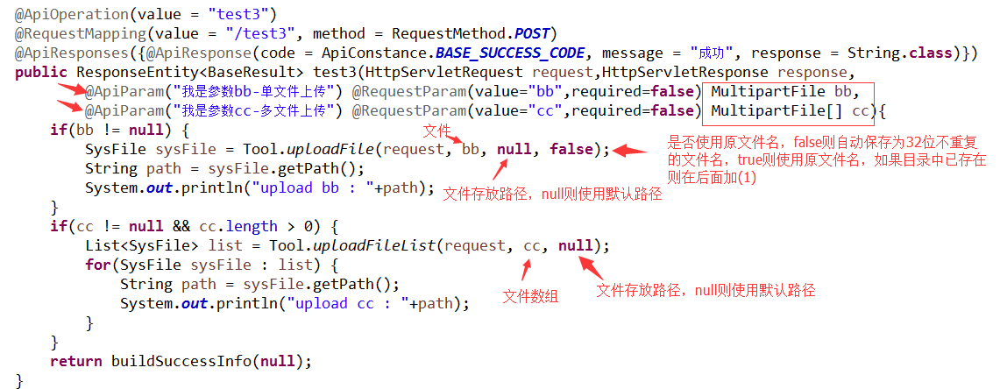 @ApiOperation(value = "test3")
@RequestMapping(value = "/test3", method = RequestMethod.POST)
@ApiResponses({@ApiResponse(code = ApiConstance.BASE_SUCCESS_CODE, message = "成功", response = String.class)})
public ResponseEntity<BaseResult> test3(HttpServletRequest request,HttpServletResponse response,
@ApiParam("我是参数bb-单文件上传") @RequestParam(value="bb",required=false) MultipartFile bb,
@ApiParam("我是参数cc-多文件上传") @RequestParam(value="cc",required=false) MultipartFile[] cc){
if(bb != null) {
文件
SysFile sysFile = Tool.uploadFile(request, bb, null, false);
是否使用原文件名，false则自动保存为32位不重复
的文件名，true则使用原文件名，如果目录中已存在
则在后面加(1)
String path = sysFile.getPath();
System.out.println("upload bb : "+path);
文件存放路径，null则使用默认路径
}
if(cc != null && cc.length > 0) {
List<SysFile> list = Tool.uploadFileList(request, cc, null);
for(SysFile sysFile : list) {
String path = sysFile.getPath();
文件数组
文件存放路径，null则使用默认路径
System.out.println("upload cc : "+path);
}
}
return buildSuccessInfo(null);
}